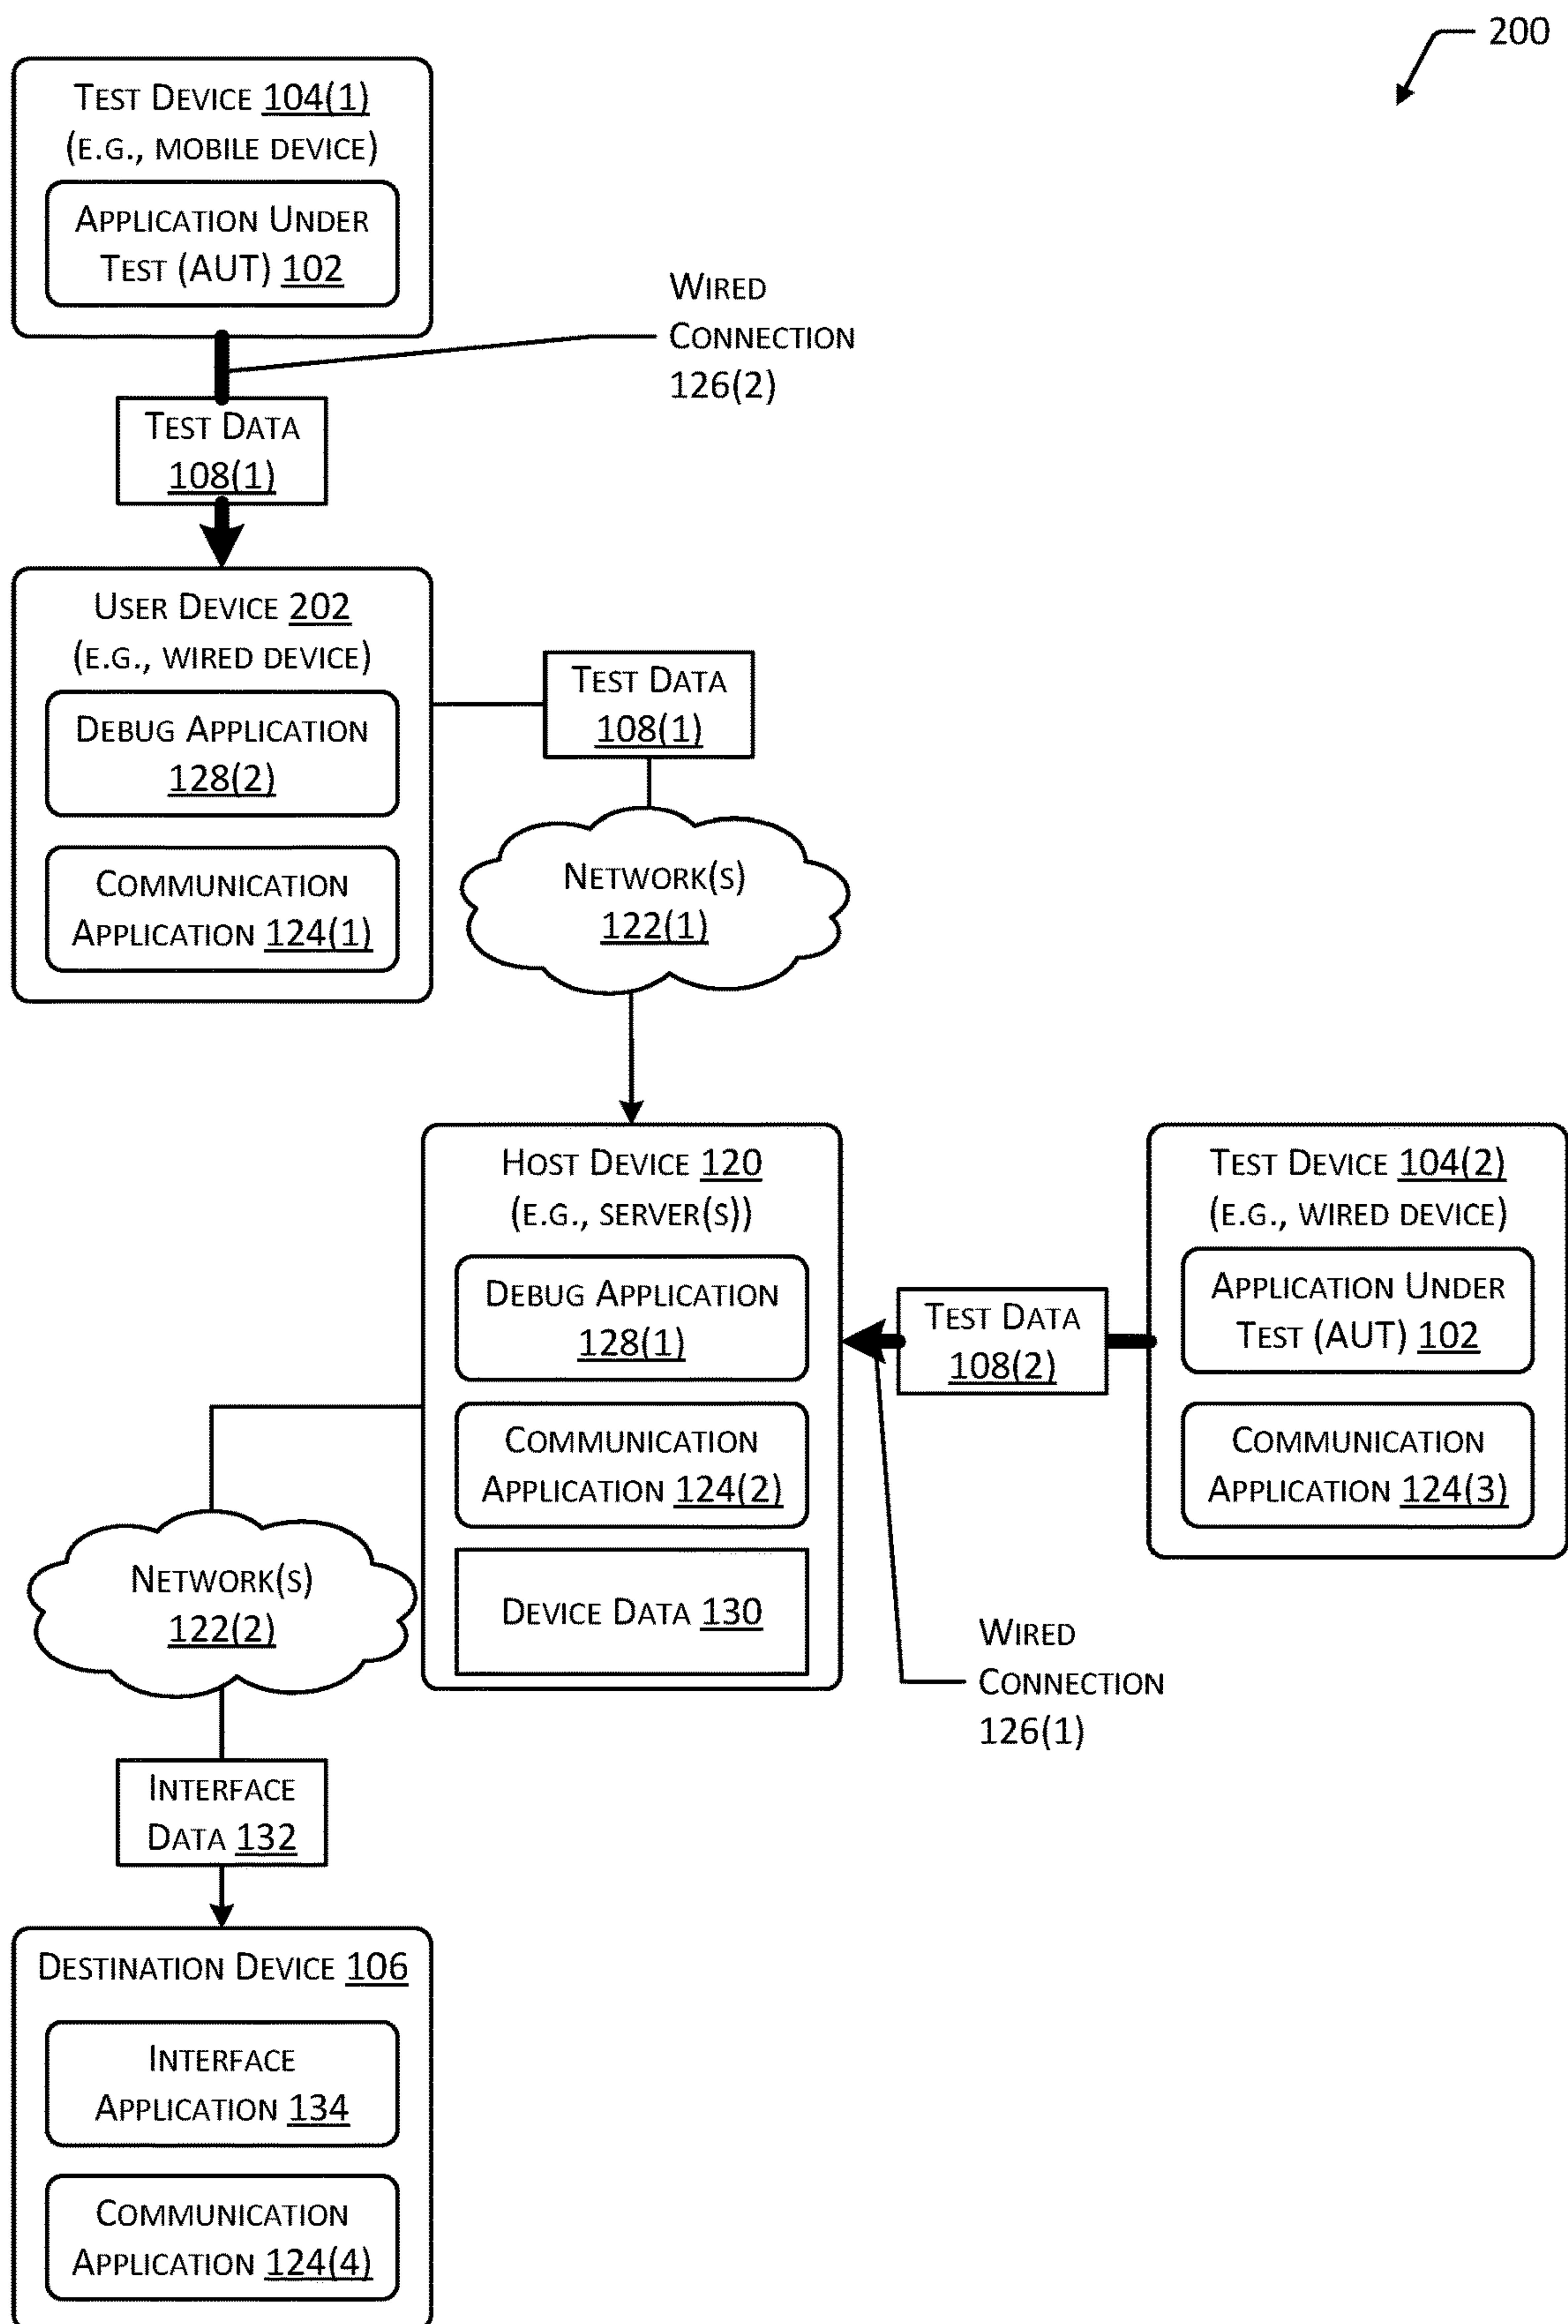 200
TEST DEVICE 104(1)
(E.G., MOBILE DEVICE)
APPLICATION UNDER
TEST (AUT) 102
WIRED
CONNECTION
126(2)
TEST DATA
108(1)
USER DEVICE 202
(E.G., WIRED DEVICE)
DEBUG APPLICATION
128(2)
COMMUNICATION
APPLICATION 124(1)
TEST DATA
108(1)
NETWORK(S)
122(1)
HOST DEVICE 120
(E.G., SERVER(S))
DEBUG APPLICATION
128(1)
COMMUNICATION
APPLICATION 124(2)
DEVICE DATA 130
TEST DATA
108(2)
TEST DEVICE 104(2)
(E.G., WIRED DEVICE)
APPLICATION UNDER
TEST (AUT) 102
COMMUNICATION
APPLICATION 124(3)
WIRED
CONNECTION
126(1)
NETWORK(S)
122(2)
INTERFACE
DATA 132
DESTINATION DEVICE 106
INTERFACE
APPLICATION 134
COMMUNICATION
APPLICATION 124(4)